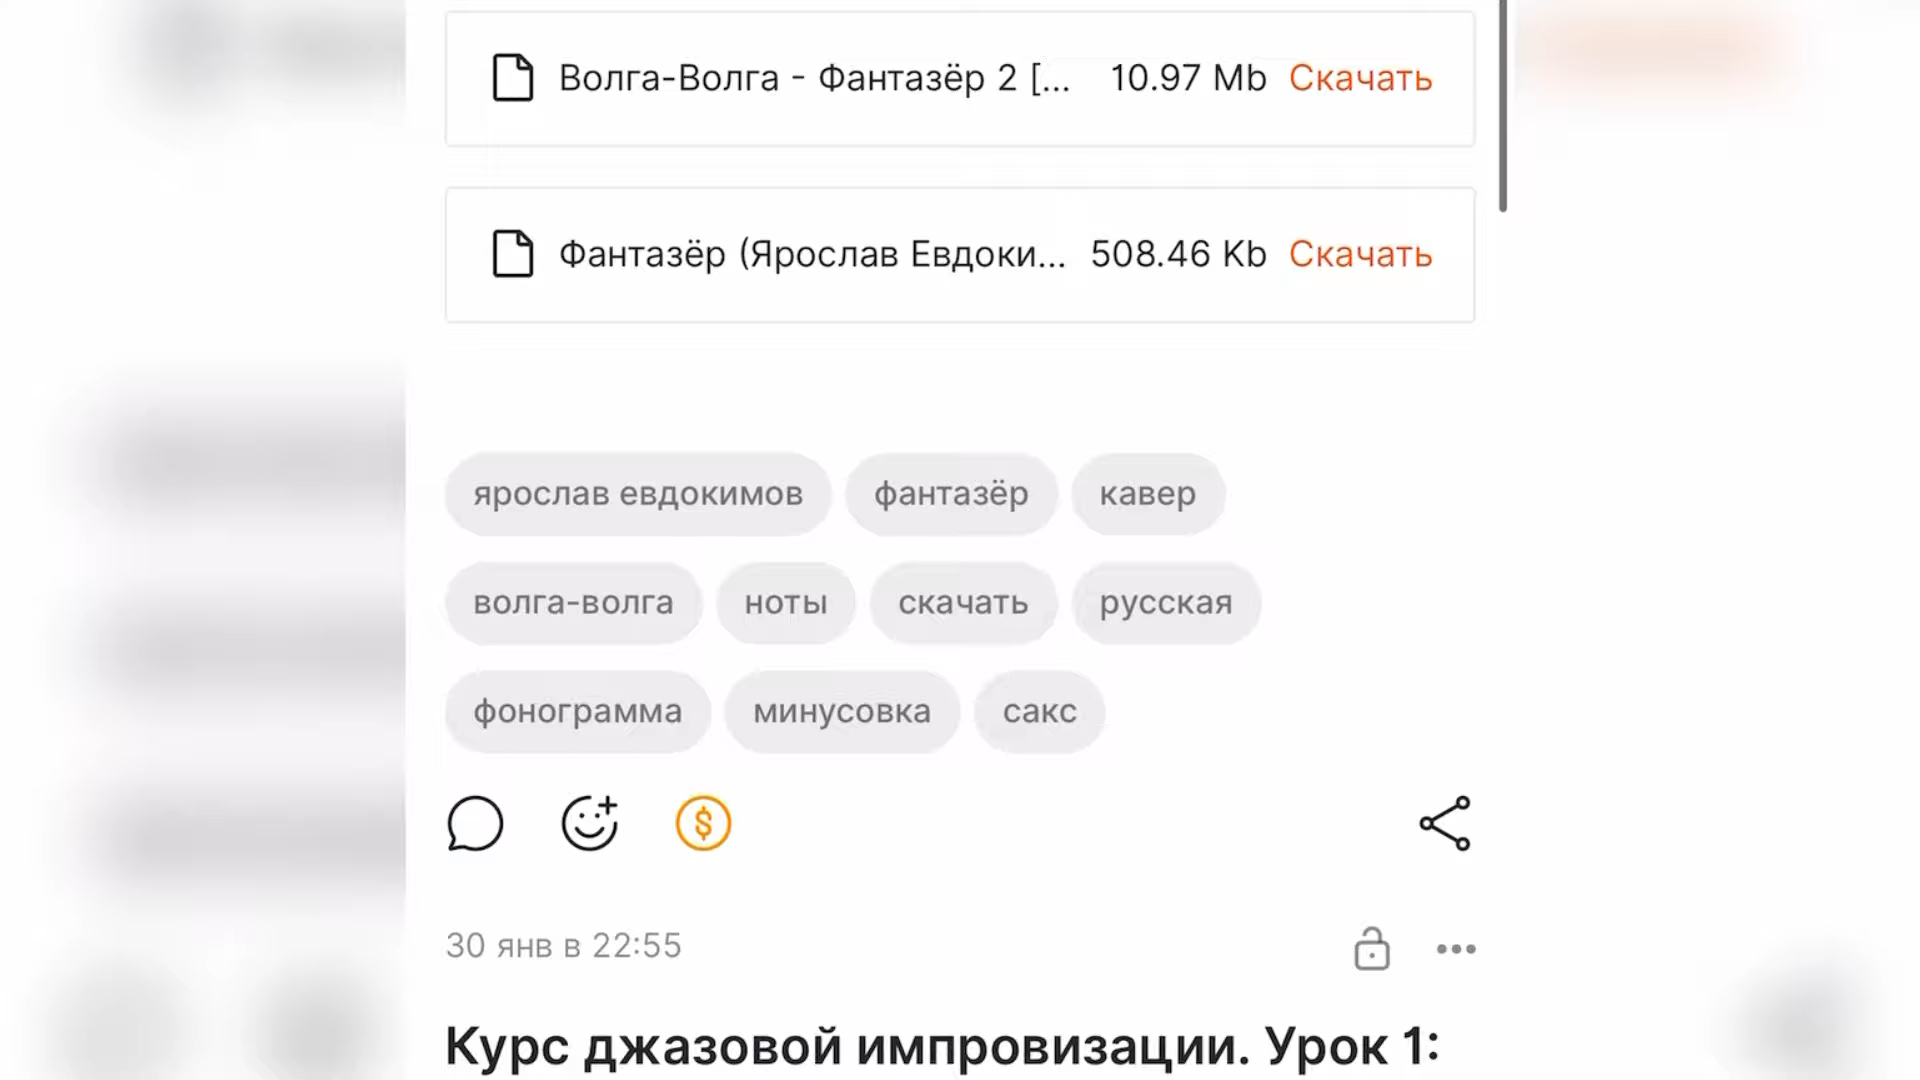 Волга-Волга - Фантазёр 2 [... 10.97 Mb Скачать
Фантазёр (Ярослав Евдоки... 508.46 Kb Скачать
ярослав евдокимов фантазёр кавер
волга-волга ноты скачать русская
фонограмма минусовка сакс
30 янв в 22:55
Курс джазовой импровизации. Урок 1: